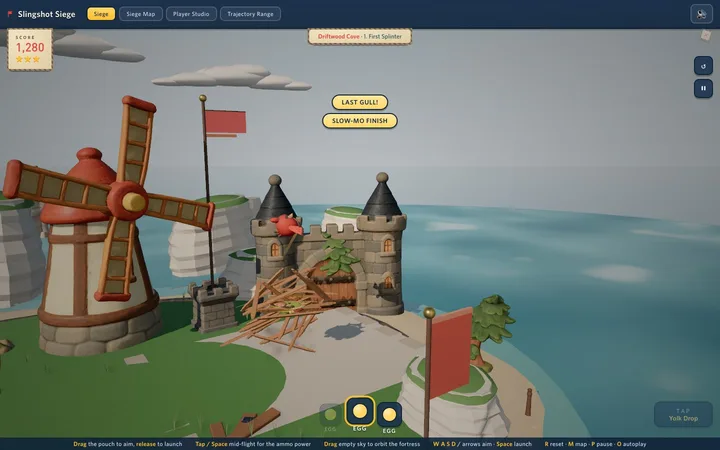 Slingshot Siege
Siege
Siege Map
Player Studio
Trajectory Range
SCORE
1,280
Driftwood Cove · 1. First Splinter
LAST GULL!
SLOW-MO FINISH
EGG
EGG
EGG
TAP
Yolk Drop
Drag the pouch to aim, release to launch
Tap / Space mid-flight for the ammo power
Drag empty sky to orbit the fortress
W A S D / arrows aim · Space launch
R reset · M map · P pause · O autoplay